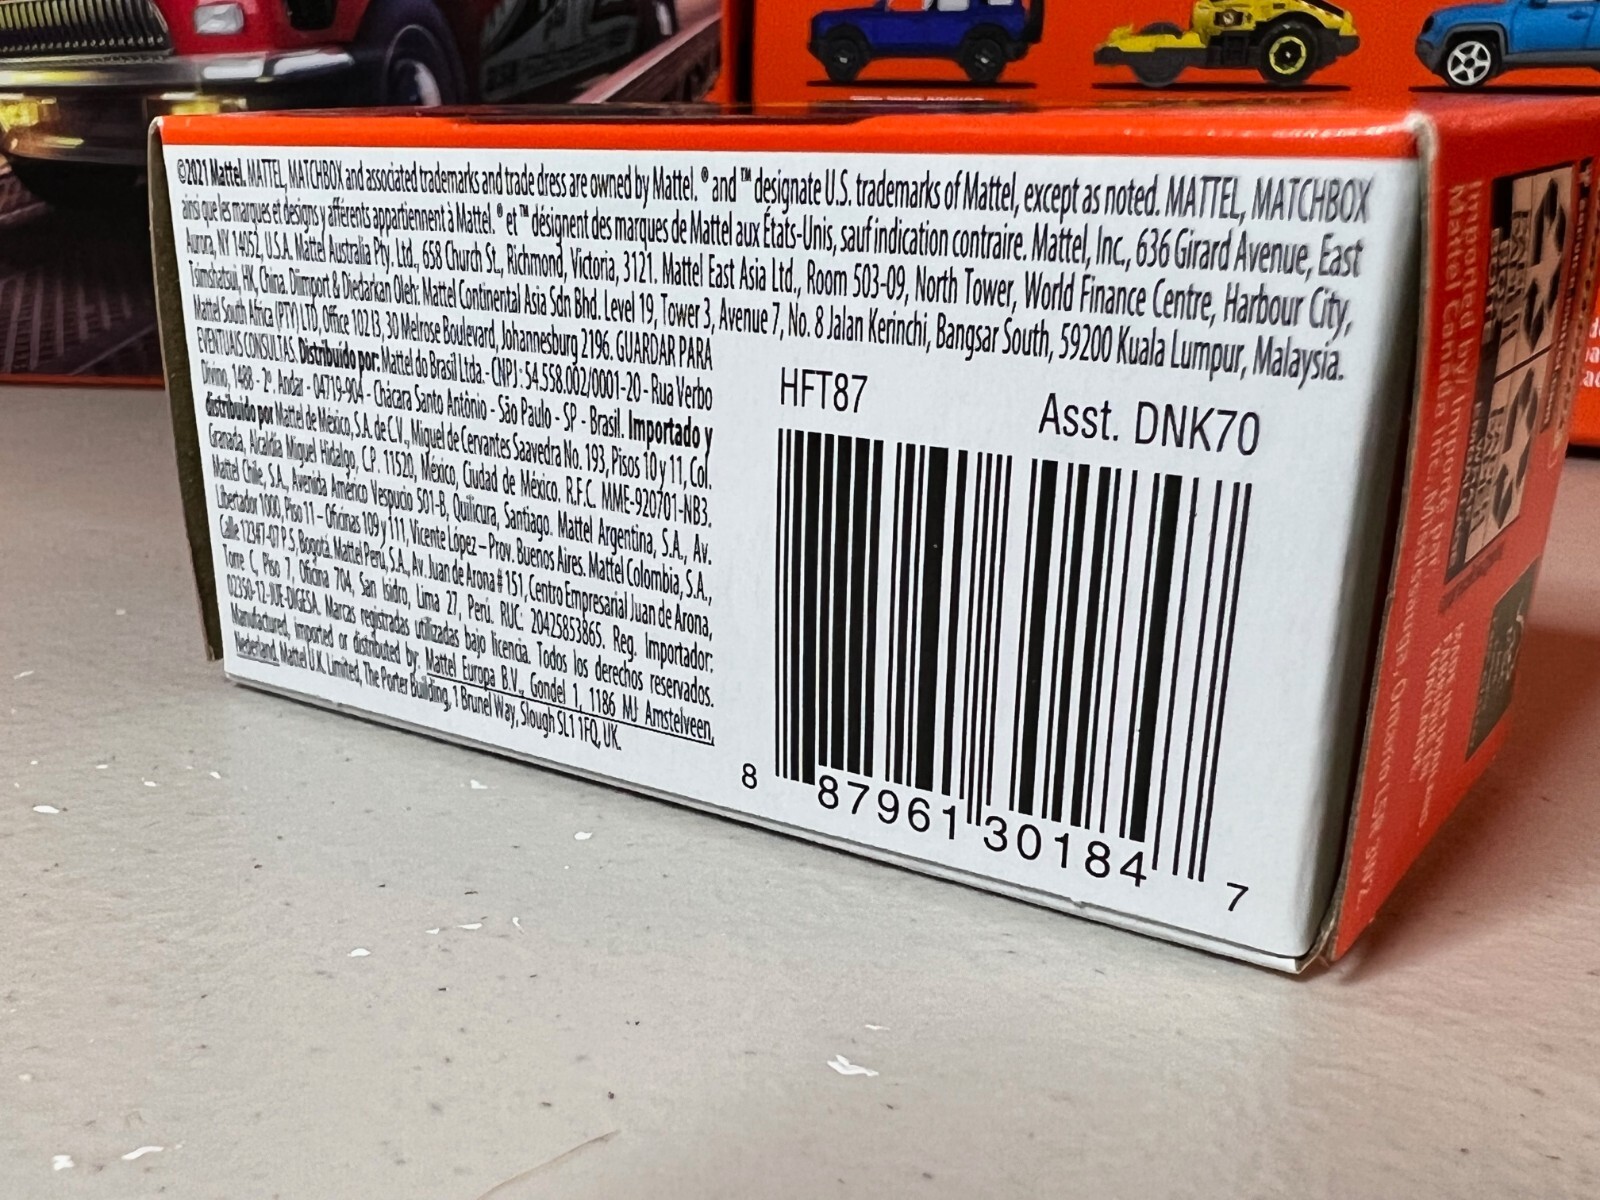 ©2021 Mattel. MATTEL, MATCHBOX and associated trademarks and trade dress are owned by Mattel. ® and ™ designate U.S. trademarks of Mattel, except as noted. MATTEL, MATCHBOX
ainsi que les marques et designs y afférents appartiennent à Mattel. ® et ™ désignent des marques de Mattel aux États-Unis, sauf indication contraire. Mattel, Inc., 636 Girard Avenue, East
Aurora, NY 14052, U.S.A. Mattel Australia Pty. Ltd., 658 Church St., Richmond, Victoria, 3121. Mattel East Asia Ltd., Room 503-09, North Tower, World Finance Centre, Harbour City,
Tsimshatsui, HK, China. Diimport & Diedarkan Oleh: Mattel Continental Asia Sdn Bhd. Level 19, Tower 3, Avenue 7, No. 8 Jalan Kerinchi, Bangsar South, 59200 Kuala Lumpur, Malaysia.
Mattel South Africa (PTY) LTD, Office 102 I3, 30 Melrose Boulevard, Johannesburg 2196. GUARDAR PARA
EVENTUAIS CONSULTAS. Distribuído por: Mattel do Brasil Ltda. - CNPJ : 54.558.002/0001-20 - Rua Verbo
Divino, 1488 - 2º. Andar - 04719-904 - Chácara Santo Antônio - São Paulo - SP - Brasil. Importado y
distribuido por Mattel de México, S.A. de C.V., Miguel de Cervantes Saavedra No. 193, Pisos 10 y 11, Col.
Granada, Alcaldía Miguel Hidalgo, C.P. 11520, México, Ciudad de México. R.F.C. MME-920701-NB3.
Mattel Chile, S.A., Avenida Américo Vespucio 501-B, Quilicura, Santiago. Mattel Argentina, S.A., Av.
Libertador 1000, Piso 11 – Oficinas 109 y 111, Vicente López – Prov. Buenos Aires. Mattel Colombia, S.A.,
Calle 123#7-07 P.5, Bogotá. Mattel Perú, S.A., Av. Juan de Arona # 151, Centro Empresarial Juan de Arona,
Torre C, Piso 7, Oficina 704, San Isidro, Lima 27, Perú. RUC: 20425853865. Reg. Importador:
02350-12-JUE-DIGESA. Marcas registradas utilizadas bajo licencia. Todos los derechos reservados.
Manufactured, imported or distributed by: Mattel Europa B.V., Gondel 1, 1186 MJ Amstelveen,
Nederland. Mattel U.K. Limited, The Porter Building, 1 Brunel Way, Slough SL1 1FQ, UK.
HFT87
Asst. DNK70
8 87961 30184 7
Imported by/Importé par:
Mattel Canada Inc., Mississauga, Ontario